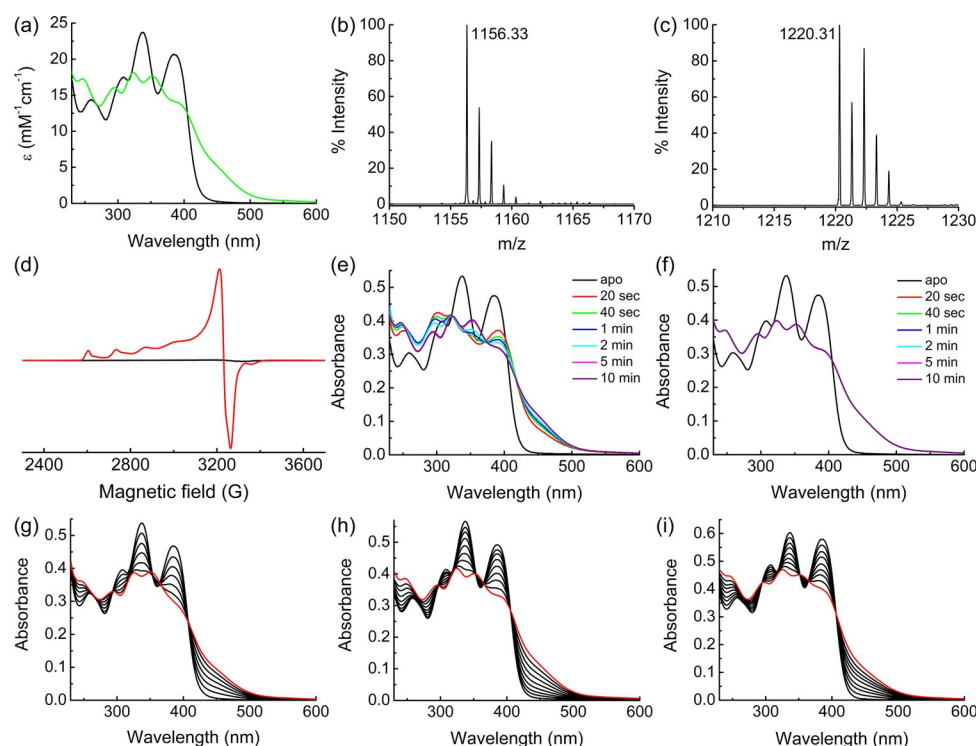 (a)
25
20
15
10
5
0
ε (mM⁻¹cm⁻¹)
300 400 500 600
Wavelength (nm)
(b)
100
80
60
40
20
0
% Intensity
1156.33
1150 1155 1160 1165 1170
m/z
(c)
100
80
60
40
20
0
% Intensity
1220.31
1210 1215 1220 1225 1230
m/z
(d)
2400 2800 3200 3600
Magnetic field (G)
(e)
0.6
0.5
0.4
0.3
0.2
0.1
0.0
Absorbance
apo
20 sec
40 sec
1 min
2 min
5 min
10 min
300 400 500 600
Wavelength (nm)
(f)
0.6
0.5
0.4
0.3
0.2
0.1
0.0
Absorbance
apo
20 sec
40 sec
1 min
2 min
5 min
10 min
300 400 500 600
Wavelength (nm)
(g)
0.5
0.4
0.3
0.2
0.1
0.0
Absorbance
300 400 500 600
Wavelength (nm)
(h)
0.5
0.4
0.3
0.2
0.1
0.0
Absorbance
300 400 500 600
Wavelength (nm)
(i)
0.6
0.5
0.4
0.3
0.2
0.1
0.0
Absorbance
300 400 500 600
Wavelength (nm)